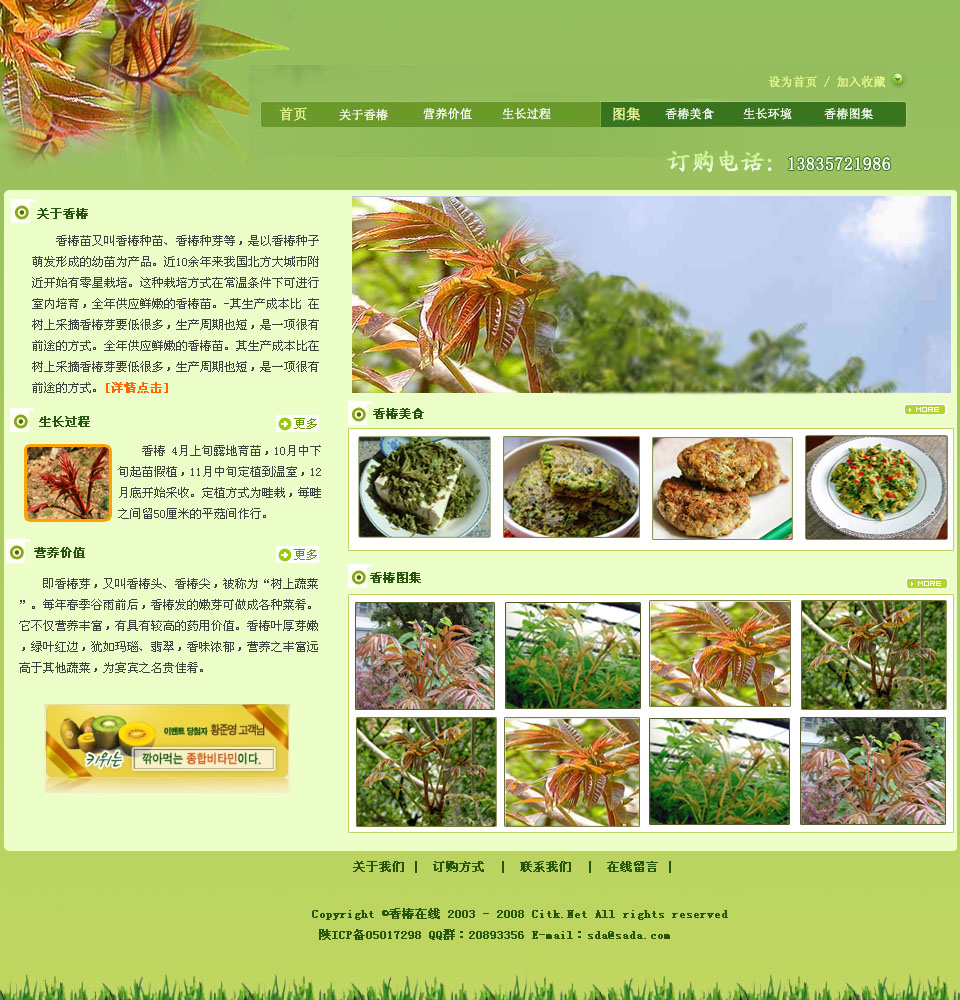 设为首页 / 加入收藏
首页 关于香椿 营养价值 生长过程 图集 香椿美食 生长环境 香椿图集
订购电话: 13835721986
关于香椿
香椿苗又叫香椿种苗、香椿种芽等，是以香椿种子
萌发形成的幼苗为产品。近10余年来我国北方大城市附
近开始有零星栽培。这种栽培方式在常温条件下可进行
室内培育，全年供应鲜嫩的香椿苗。-其生产成本比 在
树上采摘香椿芽要低很多，生产周期也短，是一项很有
前途的方式。全年供应鲜嫩的香椿苗。其生产成本比在
树上采摘香椿芽要低很多，生产周期也短，是一项很有
前途的方式。[详情点击]
生长过程
更多
香椿 4月上旬露地育苗，10月中下
旬起苗假植，11月中旬定植到温室，12
月底开始采收。定植方式为畦栽，每畦
之间留50厘米的平菇间作行。
营养价值
更多
即香椿芽，又叫香椿头、香椿尖，被称为“树上蔬菜
”。每年春季谷雨前后，香椿发的嫩芽可做成各种菜肴。
它不仅营养丰富，有具有较高的药用价值。香椿叶厚芽嫩
，绿叶红边，犹如玛瑙、翡翠，香味浓郁，营养之丰富远
高于其他蔬菜，为宴宾之名贵佳肴。
이벤트 당첨자 황준영 고객님
키위는 깎아먹는 종합비타민이다.
香椿美食
MORE
香椿图集
MORE
关于我们 | 订购方式 | 联系我们 | 在线留言 |
Copyright ©香椿在线 2003 - 2008 Citk.Net All rights reserved
陕ICP备05017298 QQ群：20893356 E-mail：sda@sada.com